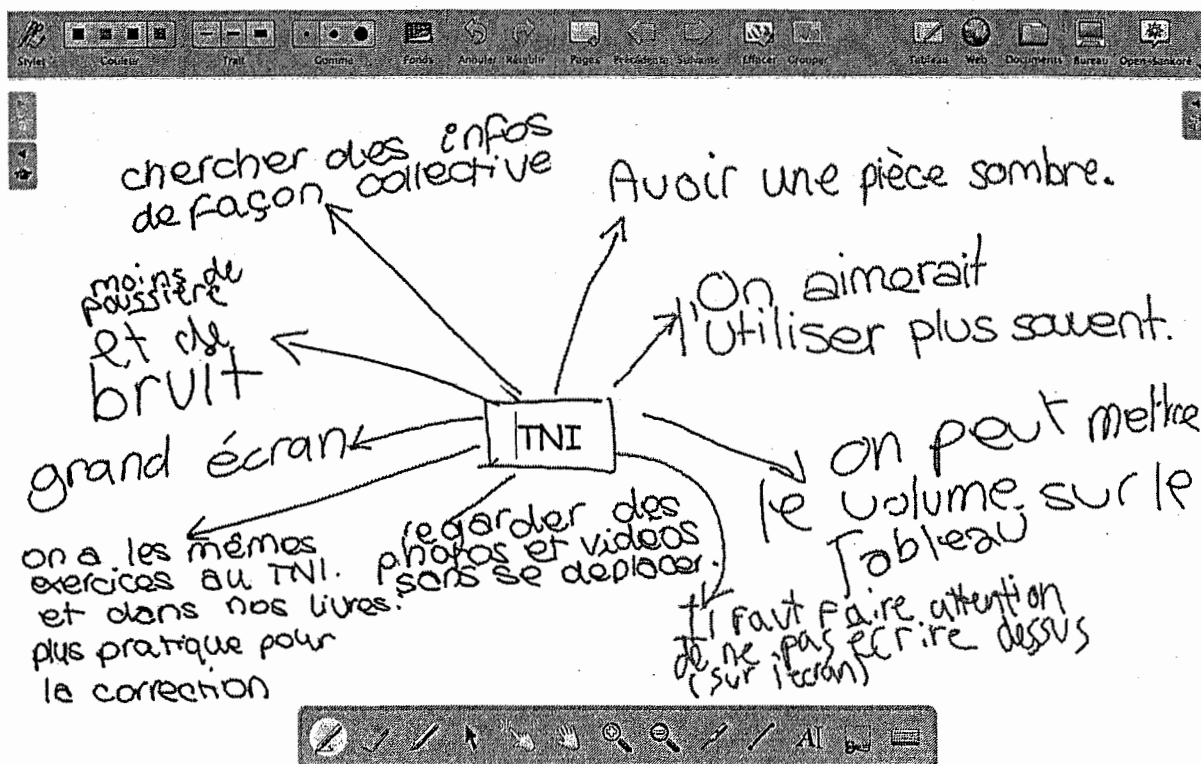 Styles
Couleur
Trait
Gomme
Fonds
Annuler
Rétablir
Pages
Précédente
Suivante
Effacer
Grouper
Tableau
Web
Documents
Bureau
Open-Sankoré
chercher des infos
de façon collective
Avoir une pièce sombre.
moins de
poussière
et de
bruit
On aimerait
l'utiliser plus souvent.
grand écran
TNI
on peut mettre
le volume sur le
Tableau
on a les mêmes
exercices au TNI.
et dans nos livres.
plus pratique pour
la correction
regarder des
photos et vidéos
sans se déplacer.
Il faut faire attention
de ne pas écrire dessus
(sur l'écran)
AI